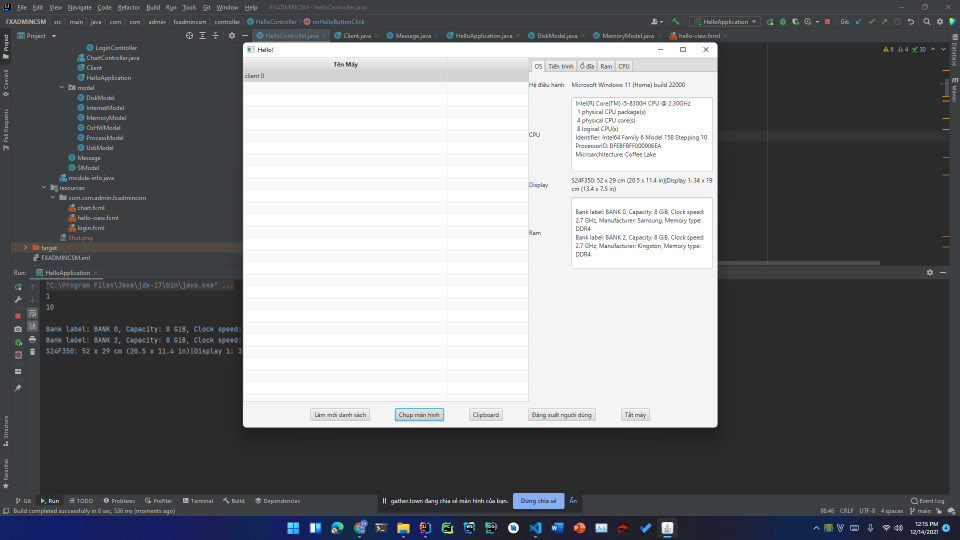 File Edit View Navigate Code Refactor Build Run Tools Git Window Help
FXADMINCSM - HelloController.java
FXADMINCSM src main java com csm admin fxadmincsm controller HelloController onHelloButtonClick HelloApplication Git:
Project HelloController.java Client.java Message.java HelloApplication.java DiskModel.java MemoryModel.java hello-view.fxml
6 4 30
LoginController
ChartController.java
Client
HelloApplication
model
DiskModel
InternetModel
MemoryModel
OsHWModel
ProcessModel
UsbModel
Message
SIModel
module-info.java
resources
com.csm.admin.fxadmincsm
chart.fxml
hello-view.fxml
login.fxml
Shot.png
target
FXADMINCSM.iml
Project
Commit
Pull Requests
Structure
Favorites
Database
Maven
Hello!
Tên Máy
client 0
OS Tiến trình Ổ đĩa Ram CPU
Hệ điều hành Microsoft Windows 11 (Home) build 22000
CPU
Intel(R) Core(TM) i5-8300H CPU @ 2.30GHz
1 physical CPU package(s)
4 physical CPU core(s)
8 logical CPU(s)
Identifier: Intel64 Family 6 Model 158 Stepping 10
ProcessorID: BFEBFBFF000906EA
Microarchitecture: Coffee Lake
Display
S24F350: 52 x 29 cm (20.5 x 11.4 in)|Display 1: 34 x 19
cm (13.4 x 7.5 in)
Ram
Bank label: BANK 0, Capacity: 8 GiB, Clock speed:
2.7 GHz, Manufacturer: Samsung, Memory type:
DDR4
Bank label: BANK 2, Capacity: 8 GiB, Clock speed:
2.7 GHz, Manufacturer: Kingston, Memory type:
DDR4
Làm mới danh sách Chụp màn hình Clipboard Đăng xuất người dùng Tắt máy
Run: HelloApplication
"C:\Program Files\Java\jdk-17\bin\java.exe" ...
1
10
Bank label: BANK 0, Capacity: 8 GiB, Clock speed:
Bank label: BANK 2, Capacity: 8 GiB, Clock speed:
S24F350: 52 x 29 cm (20.5 x 11.4 in)|Display 1: 3
Git Run TODO Problems Profiler Terminal Build Dependencies Event Log
gather.town đang chia sẻ màn hình của bạn. Dừng chia sẻ Ẩn
Build completed successfully in 8 sec, 536 ms (moments ago) 98:46 CRLF UTF-8 4 spaces main
12:15 PM
12/14/2021